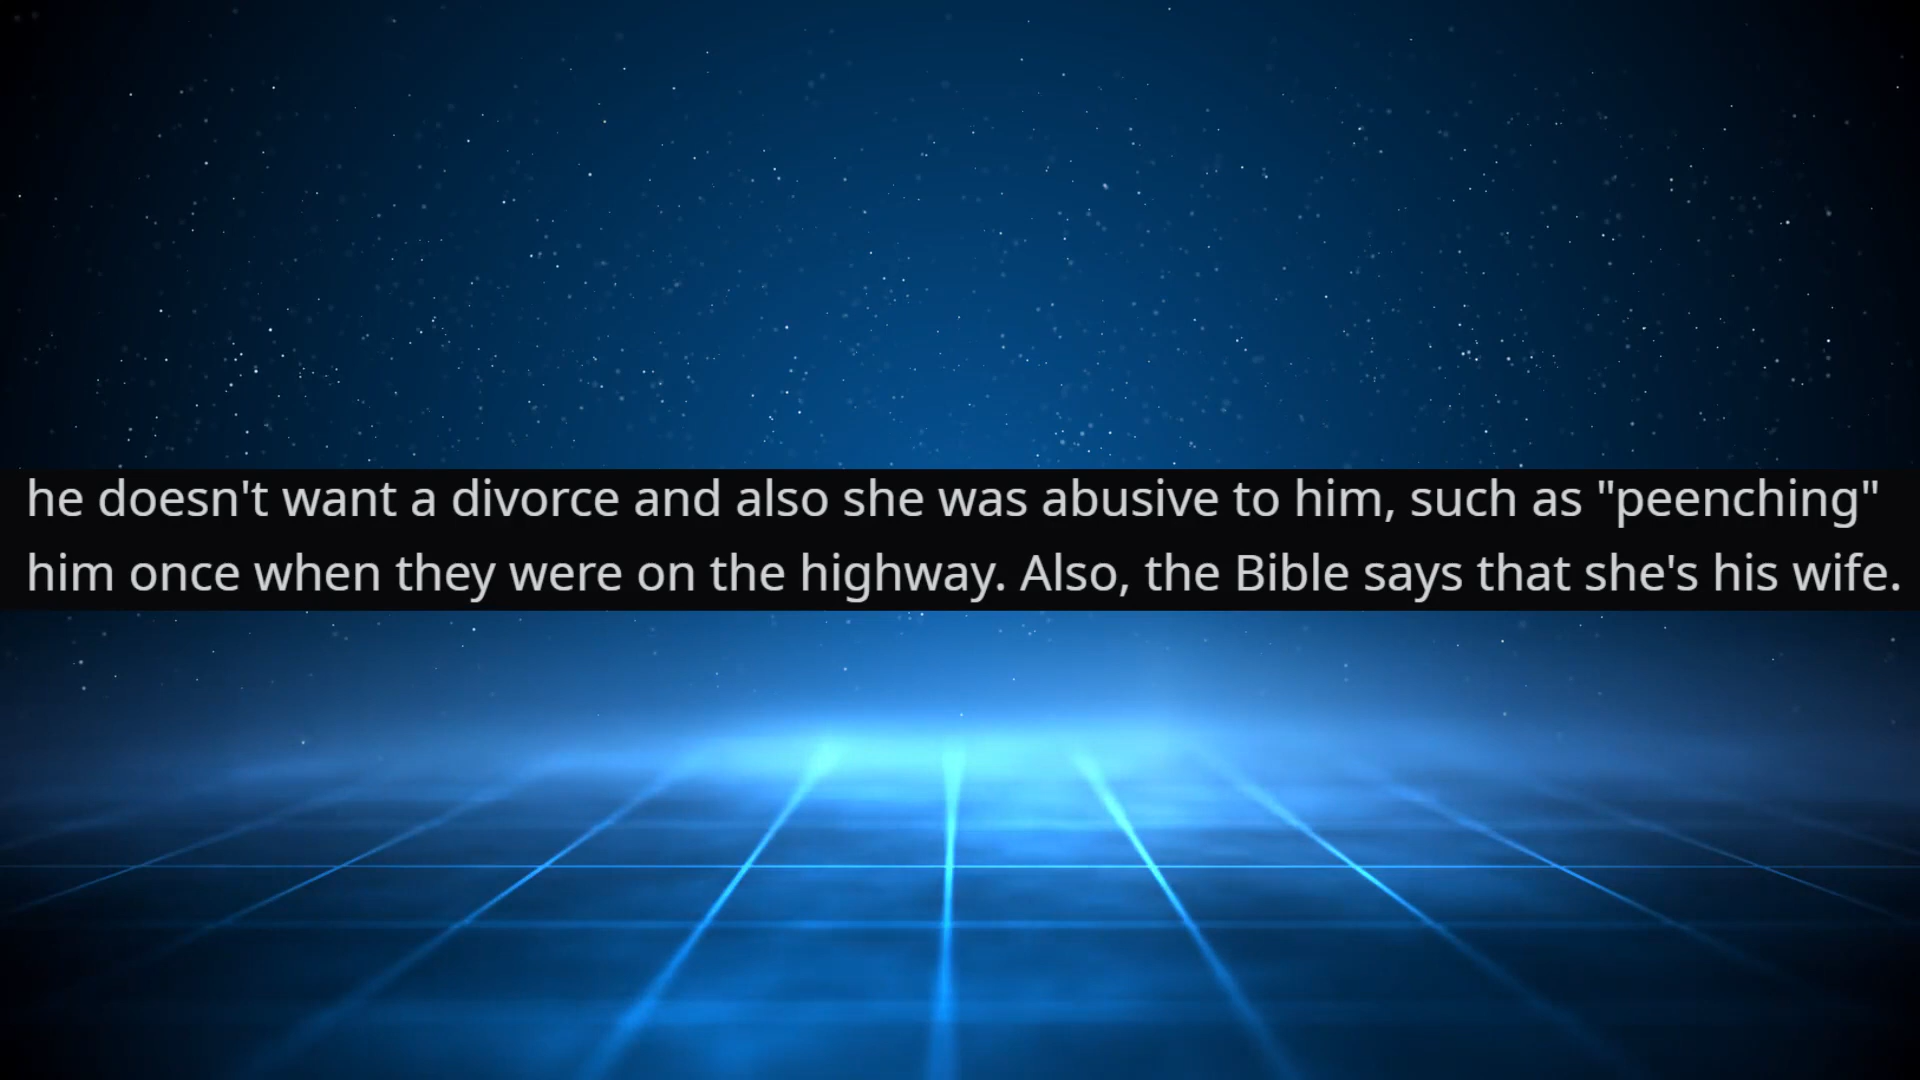 he doesn't want a divorce and also she was abusive to him, such as "peenching"
him once when they were on the highway. Also, the Bible says that she's his wife.